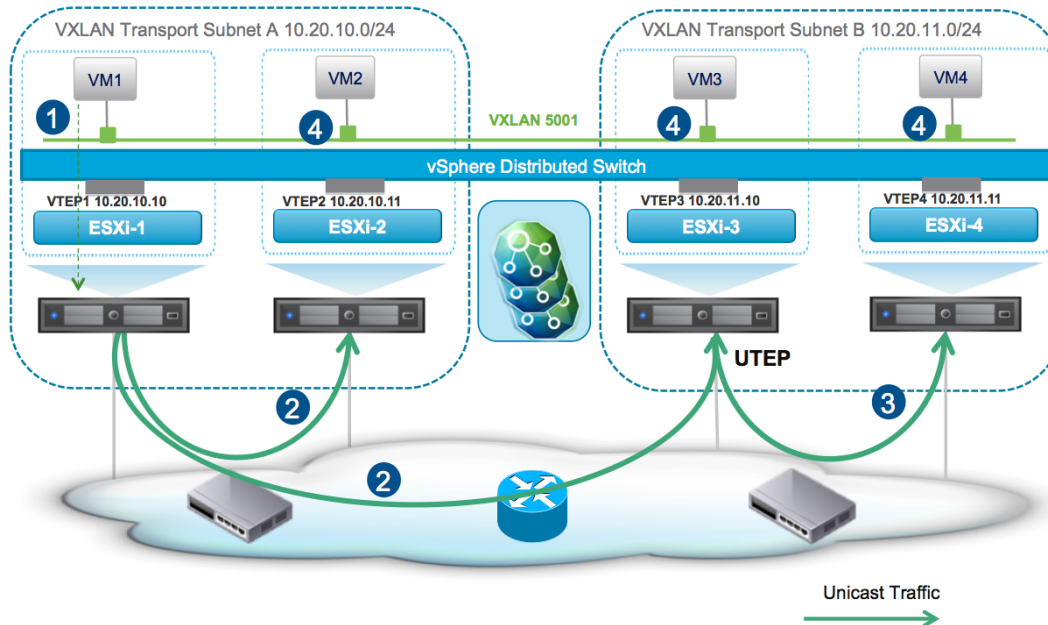 VXLAN Transport Subnet A 10.20.10.0/24
VXLAN Transport Subnet B 10.20.11.0/24
VM1
VM2
VM3
VM4
1
4
4
4
VXLAN 5001
vSphere Distributed Switch
VTEP1 10.20.10.10
VTEP2 10.20.10.11
VTEP3 10.20.11.10
VTEP4 10.20.11.11
ESXi-1
ESXi-2
ESXi-3
ESXi-4
UTEP
2
3
2
Unicast Traffic